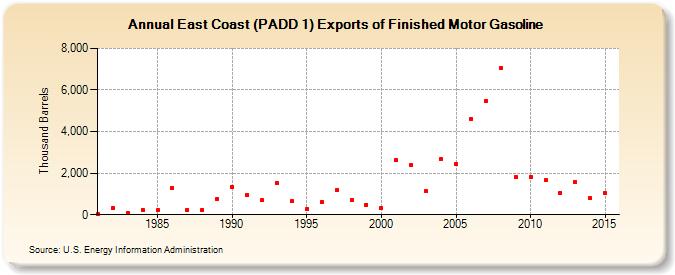 Annual East Coast (PADD 1) Exports of Finished Motor Gasoline
Thousand Barrels
8,000
6,000
4,000
2,000
0
1985 1990 1995 2000 2005 2010 2015
Source: U.S. Energy Information Administration